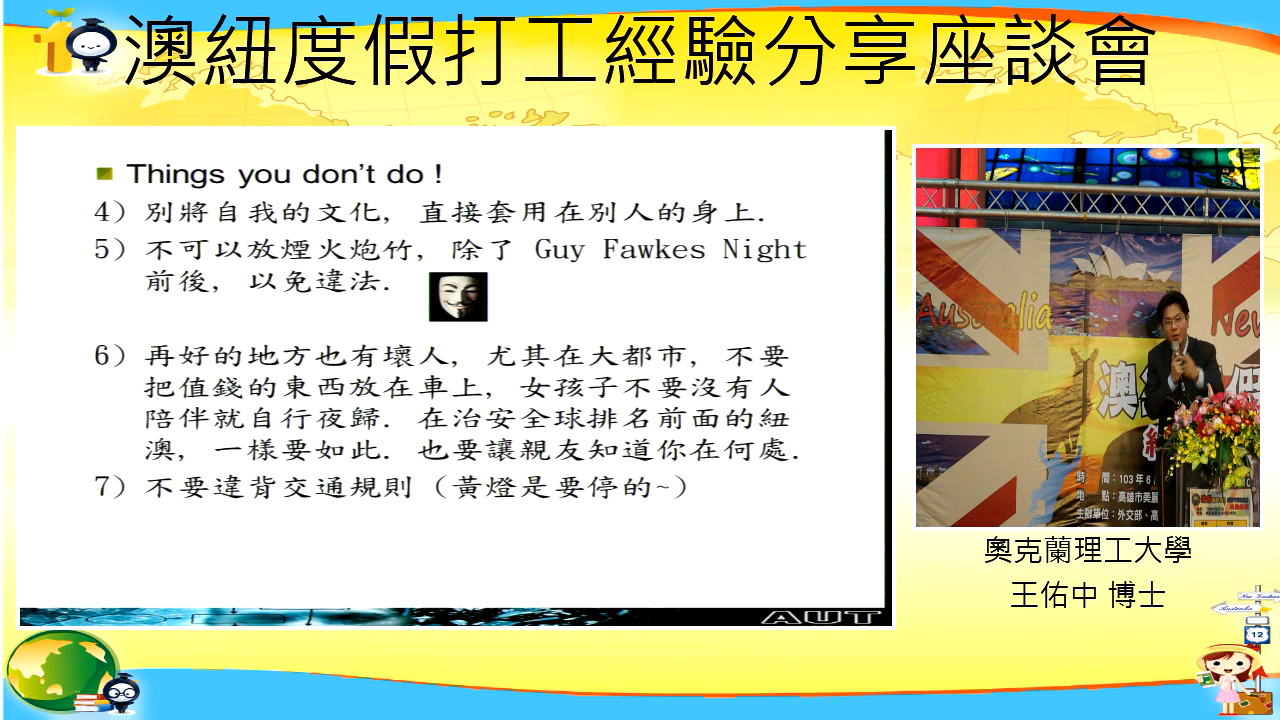 澳紐度假打工經驗分享座談會
Things you don't do !
4) 別將自我的文化, 直接套用在別人的身上.
5) 不可以放煙火炮竹, 除了 Guy Fawkes Night
前後, 以免違法.
6) 再好的地方也有壞人, 尤其在大都市, 不要
把值錢的東西放在車上, 女孩子不要沒有人
陪伴就自行夜歸. 在治安全球排名前面的紐
澳, 一樣要如此. 也要讓親友知道你在何處.
7) 不要違背交通規則 (黃燈是要停的~)
AUT
Australia
New
澳
假
時 間：103年6
地 點：高雄市美麗
主辦單位：外交部、高
奧克蘭理工大學
王佑中 博士
New Zealand
Australia
12